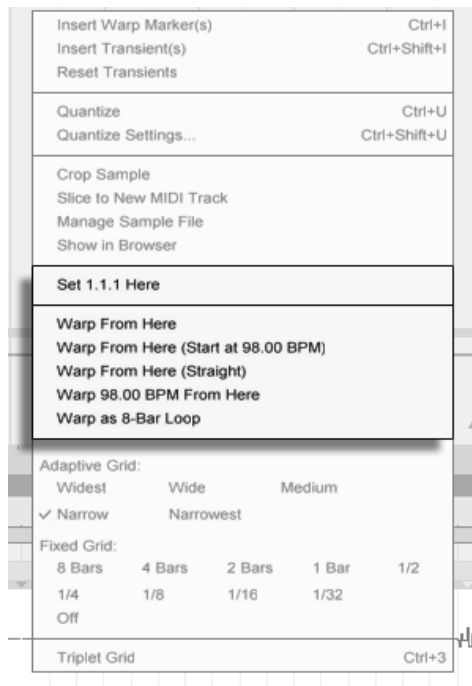 Insert Warp Marker(s) Ctrl+I
Insert Transient(s) Ctrl+Shift+I
Reset Transients
Quantize Ctrl+U
Quantize Settings... Ctrl+Shift+U
Crop Sample
Slice to New MIDI Track
Manage Sample File
Show in Browser
Set 1.1.1 Here
Warp From Here
Warp From Here (Start at 98.00 BPM)
Warp From Here (Straight)
Warp 98.00 BPM From Here
Warp as 8-Bar Loop
Adaptive Grid:
Widest Wide Medium
✓ Narrow Narrowest
Fixed Grid:
8 Bars 4 Bars 2 Bars 1 Bar 1/2
1/4 1/8 1/16 1/32
Off
Triplet Grid Ctrl+3